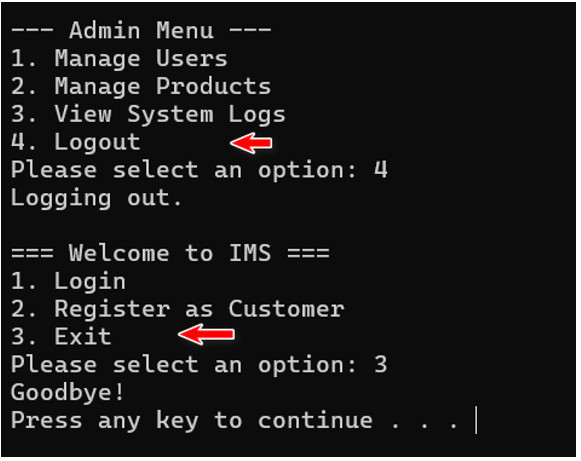 --- Admin Menu ---
1. Manage Users
2. Manage Products
3. View System Logs
4. Logout
Please select an option: 4
Logging out.
=== Welcome to IMS ===
1. Login
2. Register as Customer
3. Exit
Please select an option: 3
Goodbye!
Press any key to continue . . .